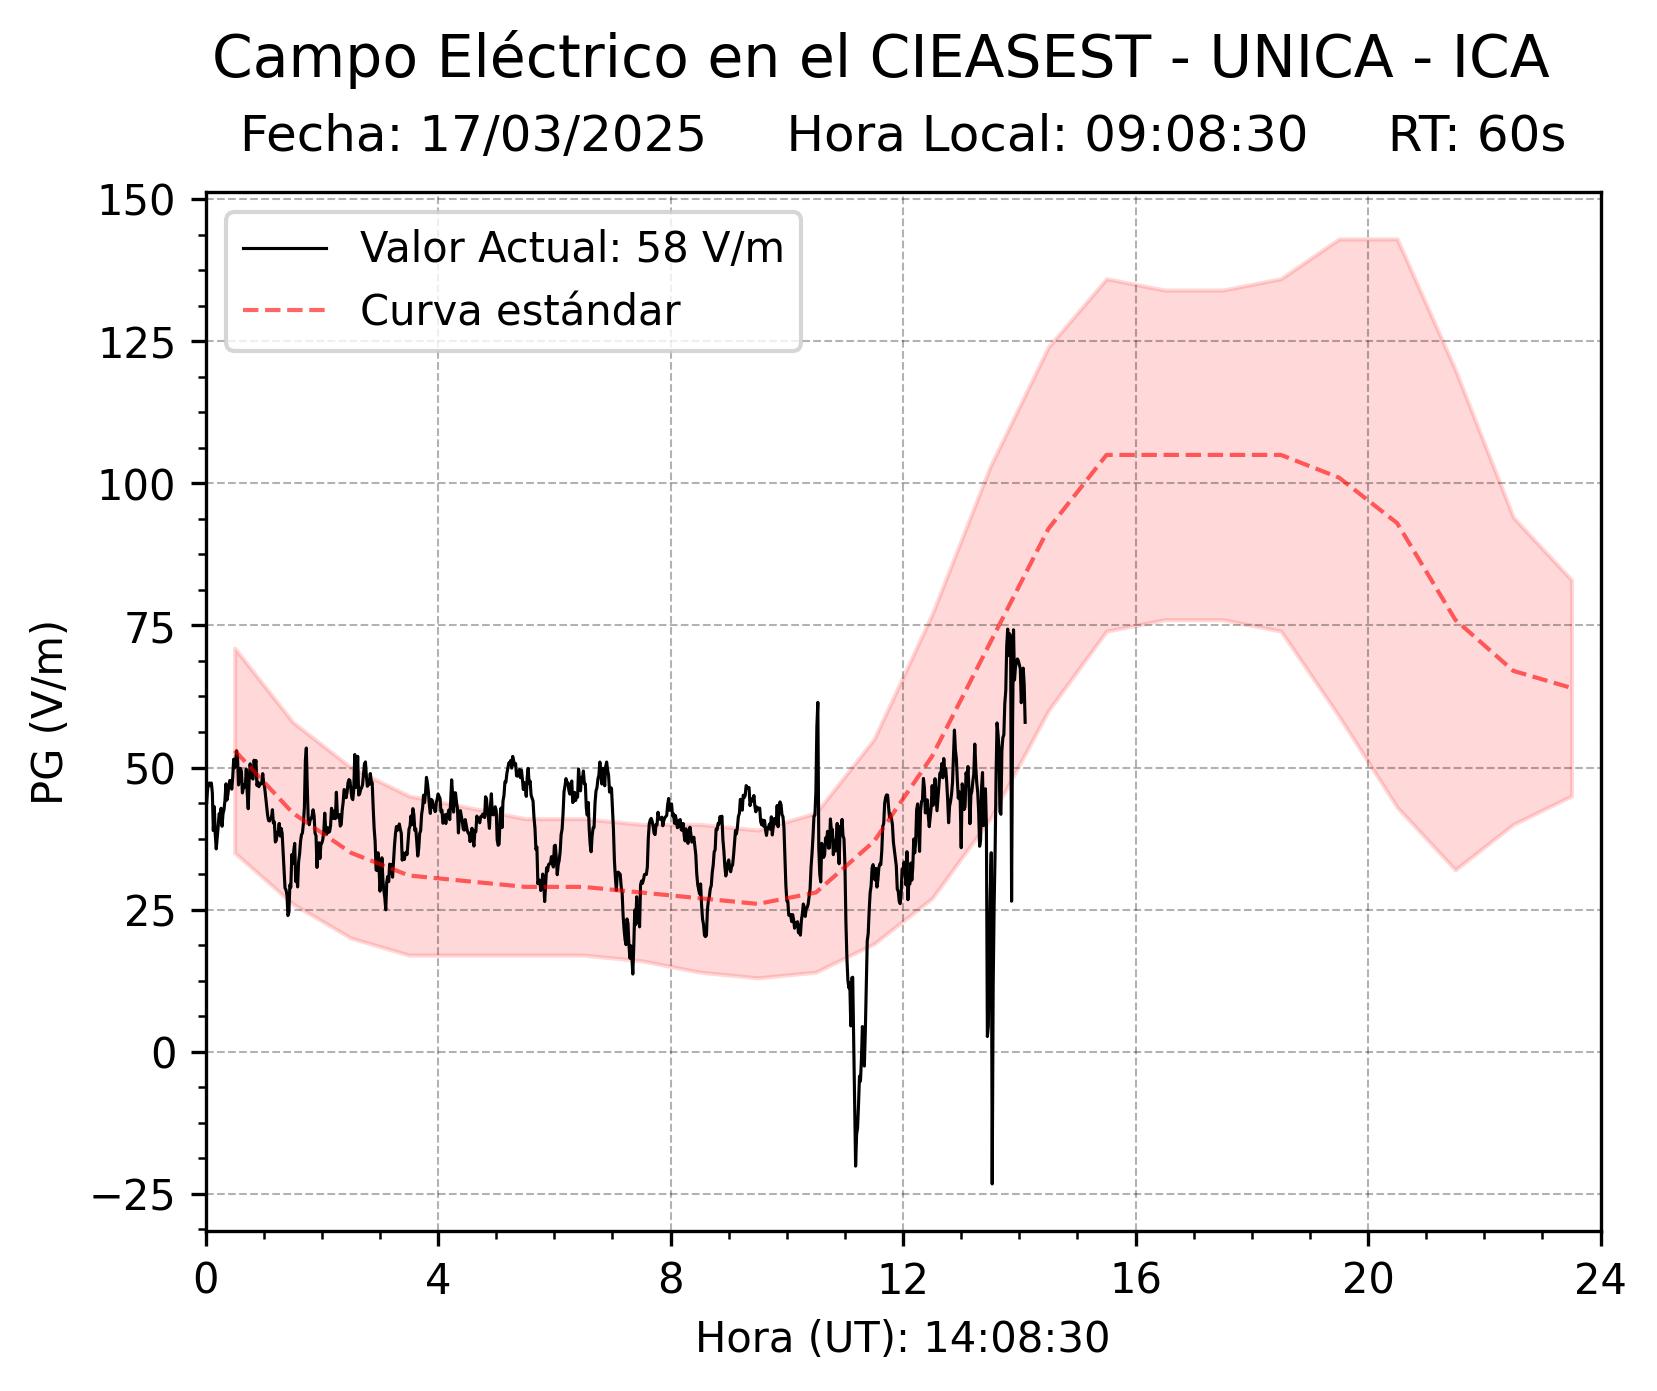 Campo Eléctrico en el CIEASEST - UNICA - ICA
Fecha: 17/03/2025 Hora Local: 09:08:30 RT: 60s
Valor Actual: 58 V/m
Curva estándar
150
125
100
75
50
25
0
−25
PG (V/m)
0 4 8 12 16 20 24
Hora (UT): 14:08:30